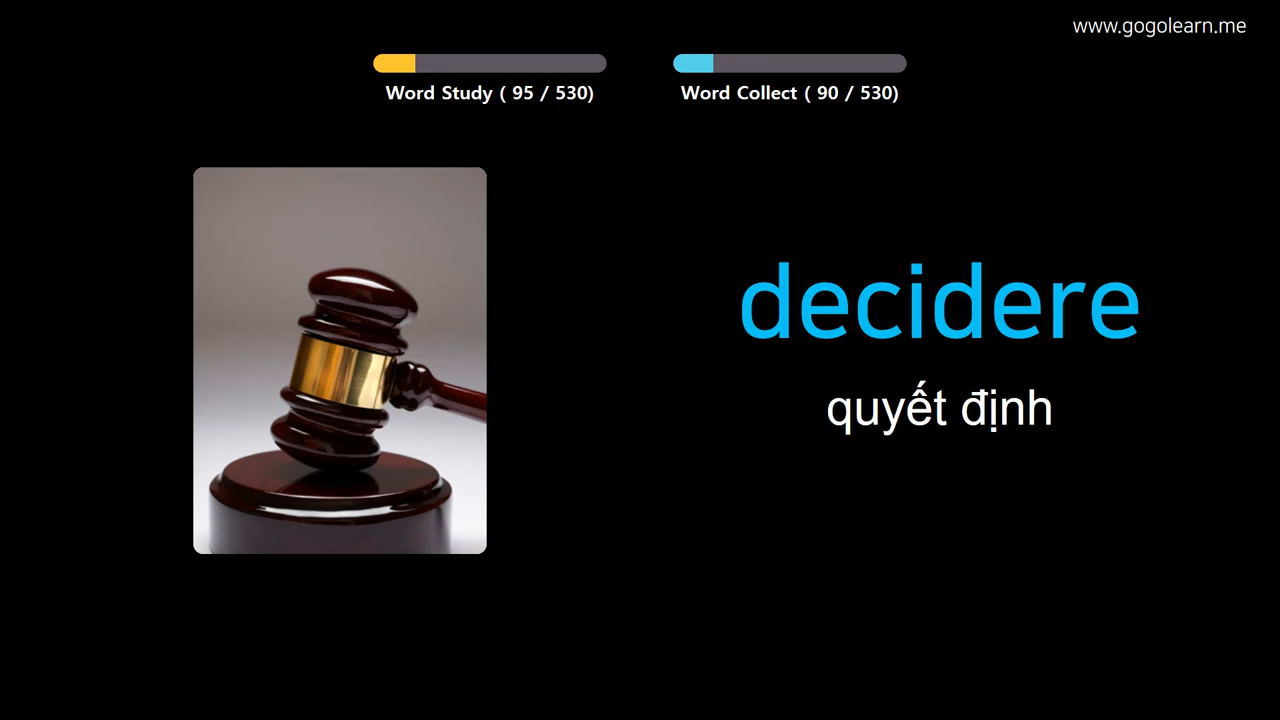 www.gogolearn.me
Word Study ( 95 / 530)
Word Collect ( 90 / 530)
decidere
quyết định